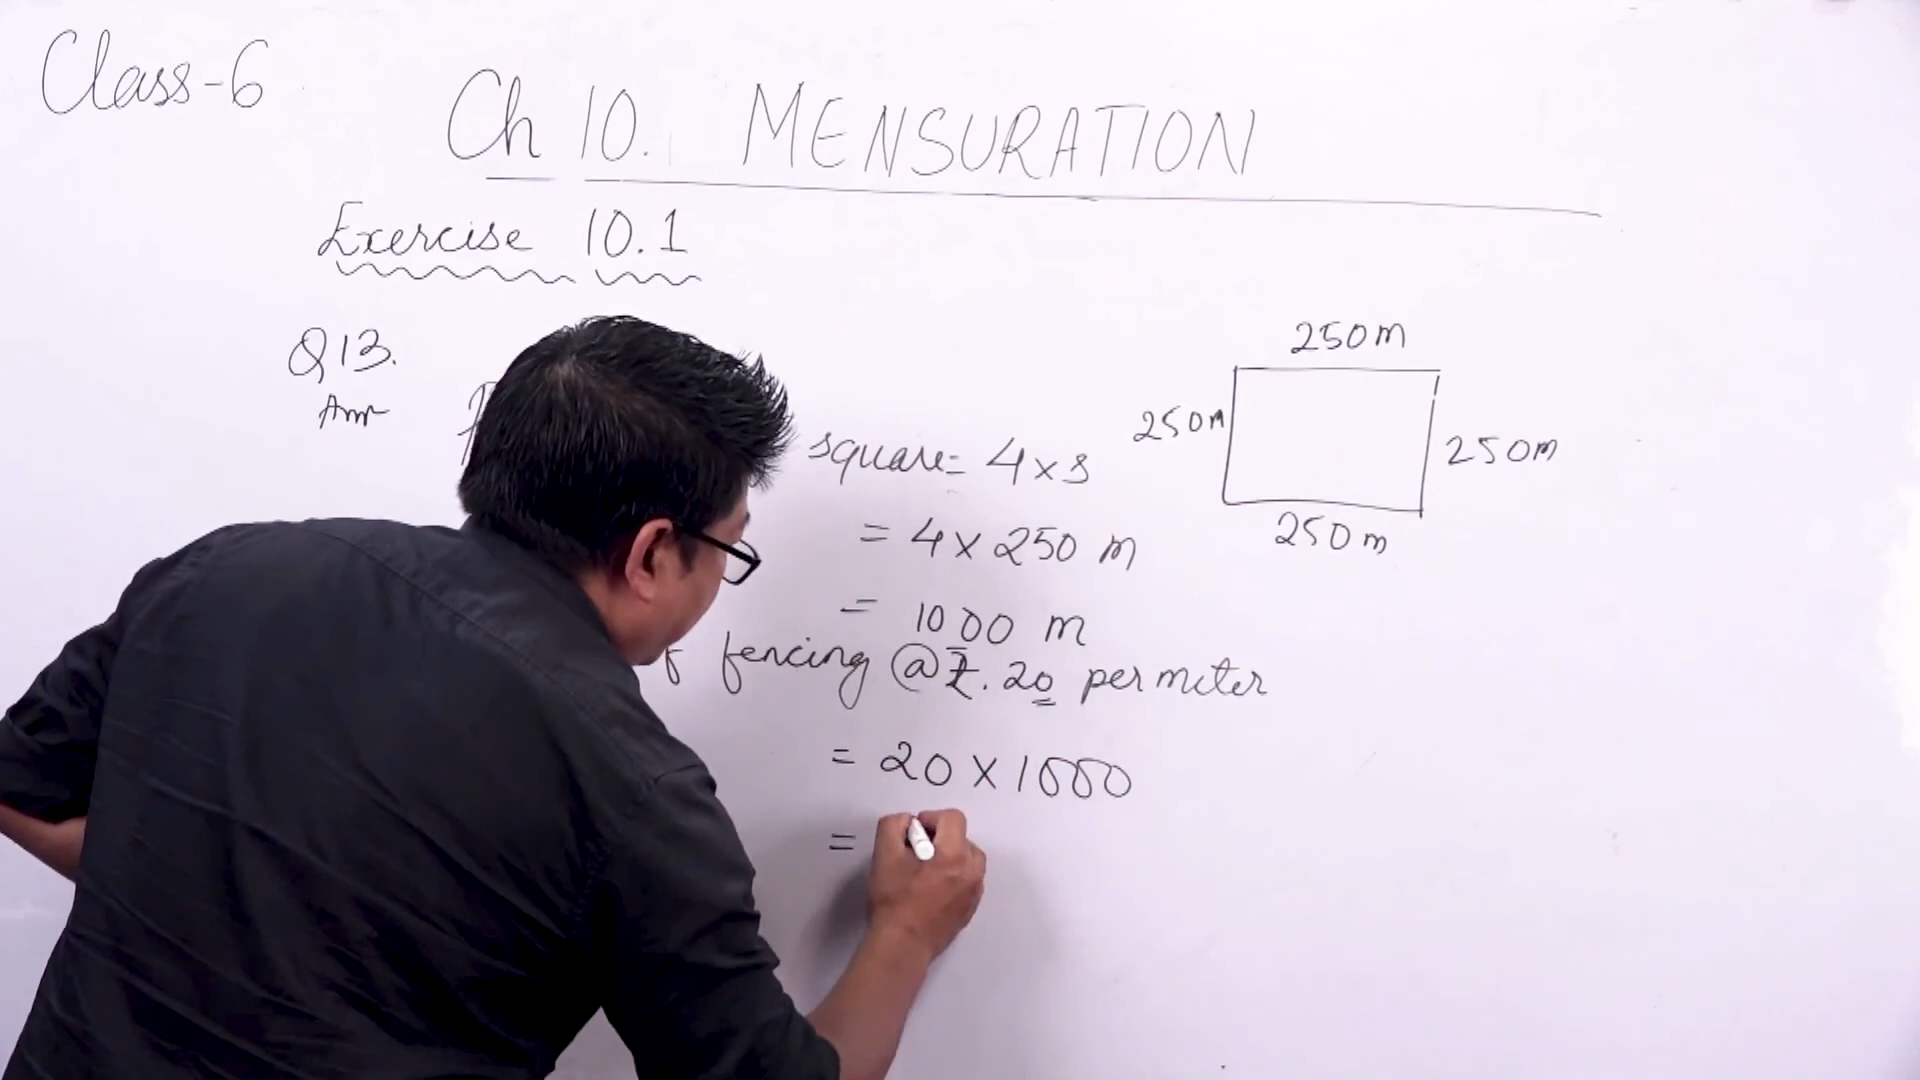 Class-6
Ch 10. MENSURATION
Exercise 10.1
Q13.
Ans
square = 4 x s
= 4 x 250 m
= 1000 m
fencing @ ₹. 20 per meter
= 20 x 1000
=
250m
250m
250m
250m